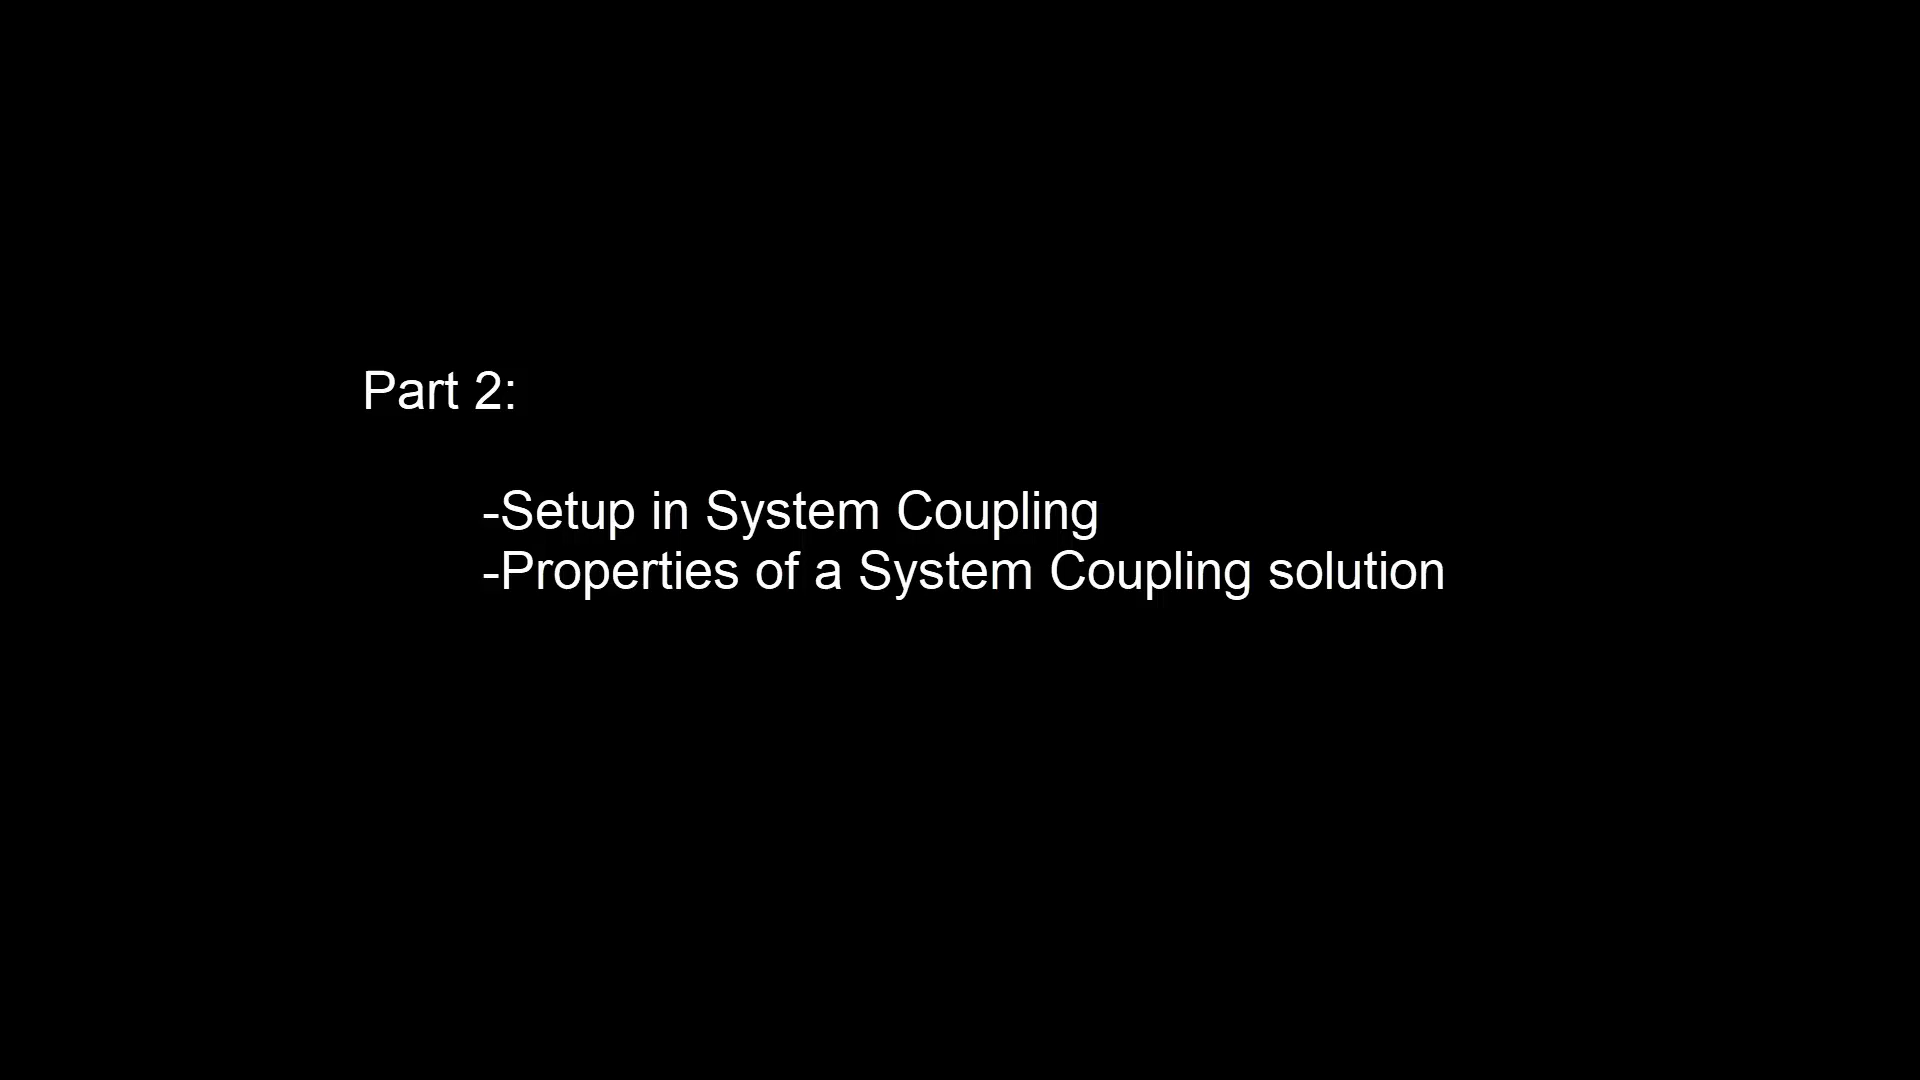 Part 2:
-Setup in System Coupling
-Properties of a System Coupling solution